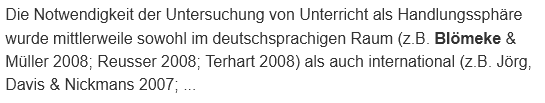 Die Notwendigkeit der Untersuchung von Unterricht als Handlungssphäre
wurde mittlerweile sowohl im deutschsprachigen Raum (z.B. Blömeke &
Müller 2008; Reusser 2008; Terhart 2008) als auch international (z.B. Jörg,
Davis & Nickmans 2007; ...